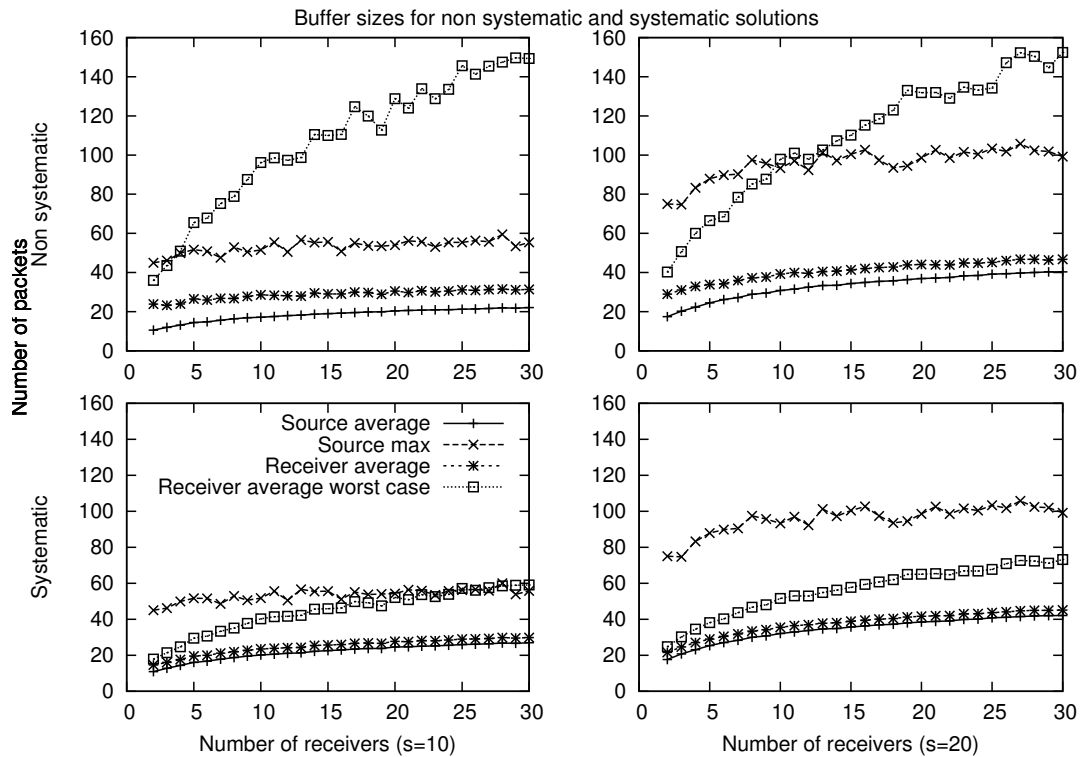 Buffer sizes for non systematic and systematic solutions
Number of packets
Non systematic
160
140
120
100
80
60
40
20
0
0 5 10 15 20 25 30
160
140
120
100
80
60
40
20
0
0 5 10 15 20 25 30
Systematic
160
140
120
100
80
60
40
20
0
Source average
Source max
Receiver average
Receiver average worst case
0 5 10 15 20 25 30
Number of receivers (s=10)
160
140
120
100
80
60
40
20
0
0 5 10 15 20 25 30
Number of receivers (s=20)